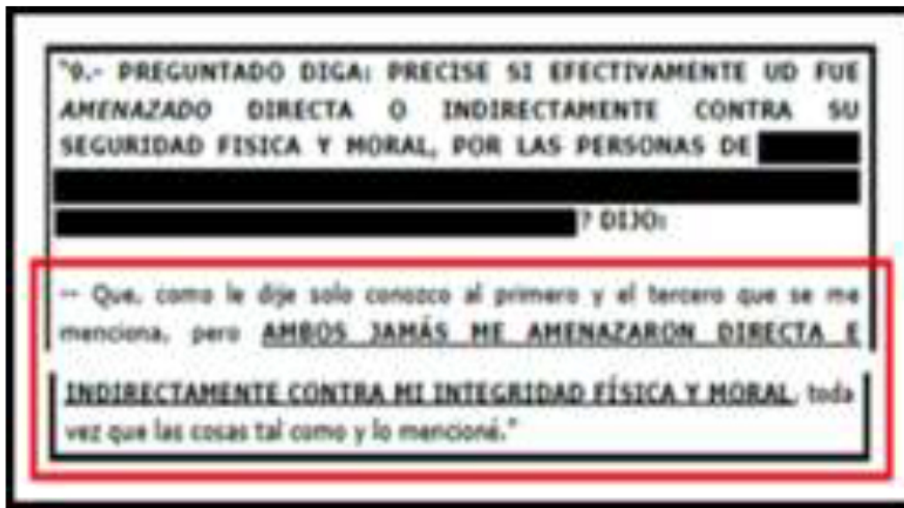 "9.- PREGUNTADO DIGA: PRECISE SI EFECTIVAMENTE UD FUE
AMENAZADO DIRECTA O INDIRECTAMENTE CONTRA SU
SEGURIDAD FISICA Y MORAL, POR LAS PERSONAS DE
? DIJO:
-- Que, como le dije solo conozco al primero y el tercero que se me
menciona, pero AMBOS JAMÁS ME AMENAZARON DIRECTA E
INDIRECTAMENTE CONTRA MI INTEGRIDAD FÍSICA Y MORAL, toda
vez que las cosas tal como y lo mencioné."